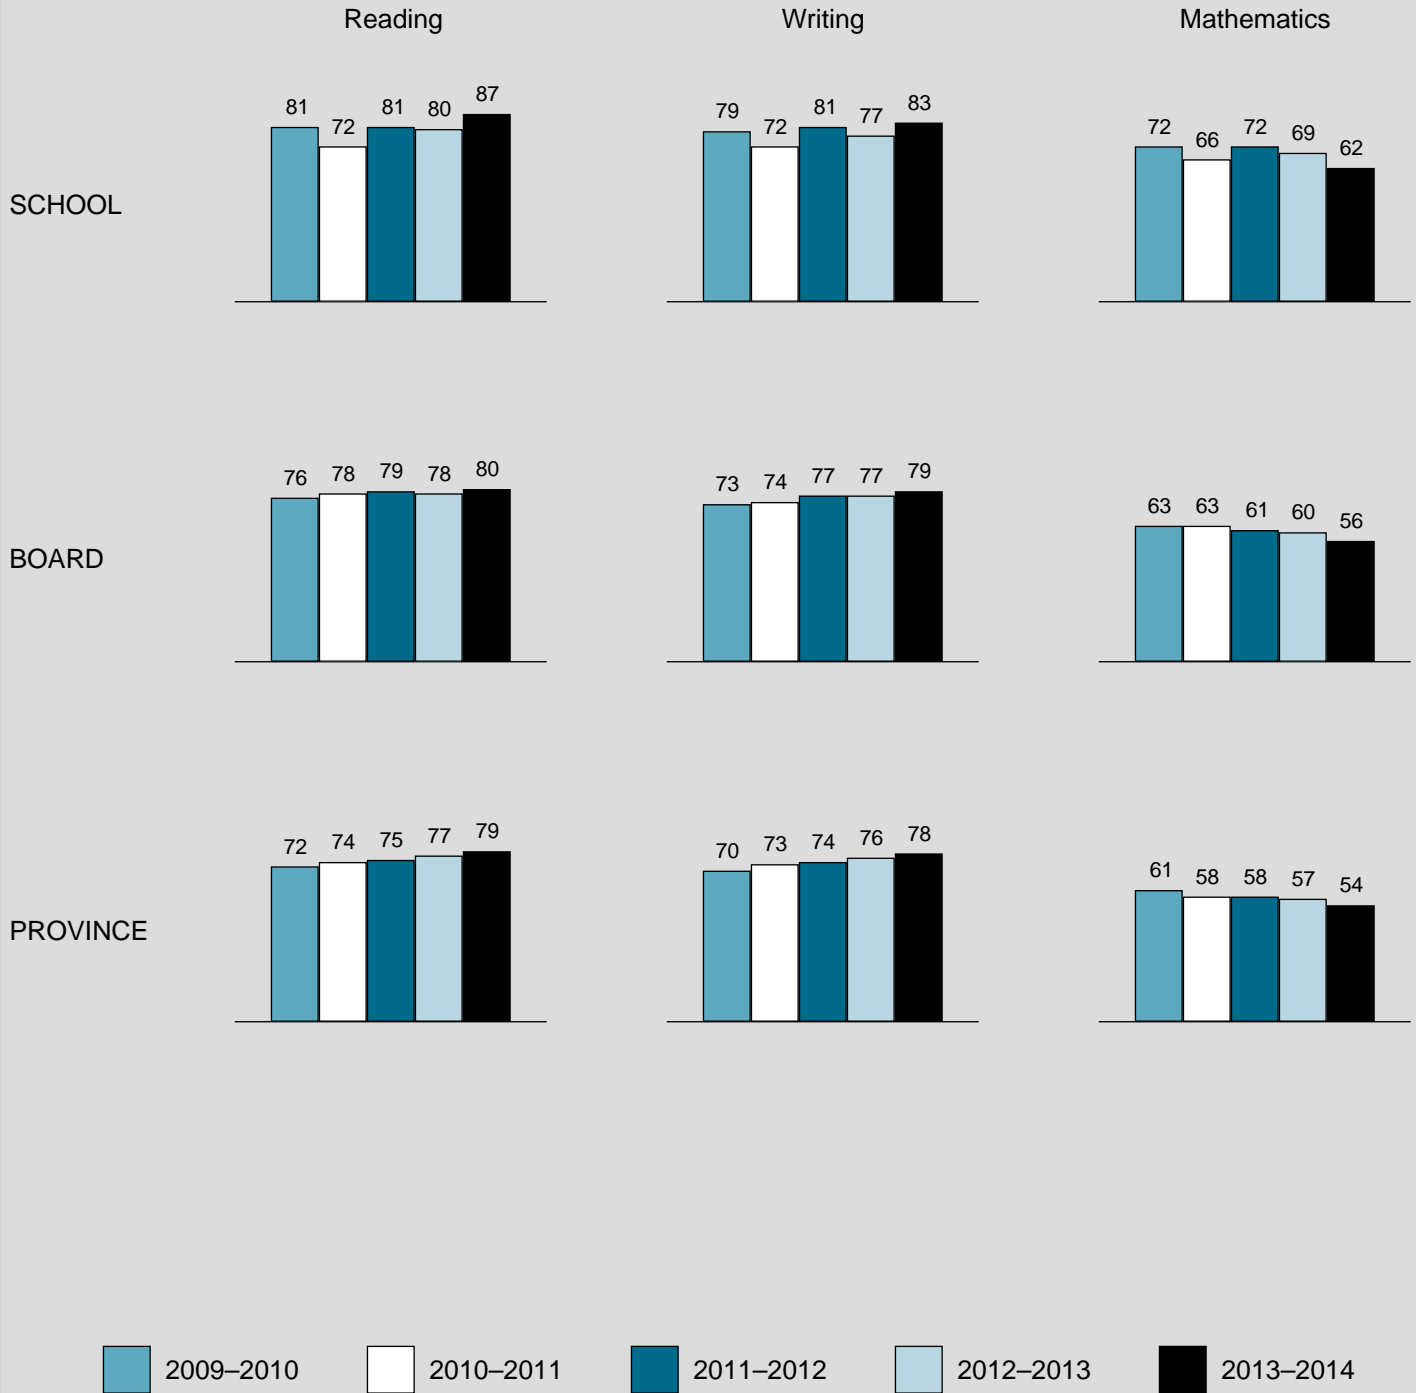 Reading Writing Mathematics
81 72 81 80 87
79 72 81 77 83
72 66 72 69 62
SCHOOL
76 78 79 78 80
73 74 77 77 79
63 63 61 60 56
BOARD
72 74 75 77 79
70 73 74 76 78
61 58 58 57 54
PROVINCE
2009–2010 2010–2011 2011–2012 2012–2013 2013–2014